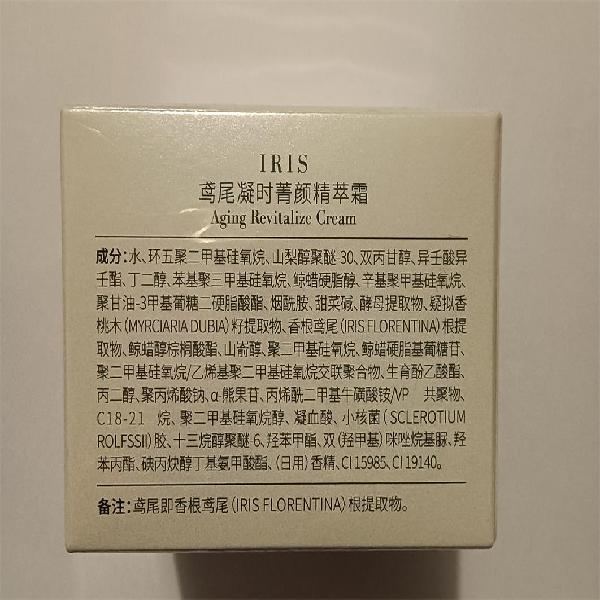 IRIS
鸢尾凝时菁颜精萃霜
Aging Revitalize Cream
成分:水、环五聚二甲基硅氧烷、山梨醇聚醚-30、双丙甘醇、异壬酸异
壬酯、丁二醇、苯基聚三甲基硅氧烷、鲸蜡硬脂醇、辛基聚甲基硅氧烷、
聚甘油-3甲基葡糖二硬脂酸酯、烟酰胺、甜菜碱、酵母提取物、疑拟香
桃木(MYRCIARIA DUBIA)籽提取物、香根鸢尾(IRIS FLORENTINA)根提
取物、鲸蜡醇棕榈酸酯、山嵛醇、聚二甲基硅氧烷、鲸蜡硬脂基葡糖苷、
聚二甲基硅氧烷/乙烯基聚二甲基硅氧烷交联聚合物、生育酚乙酸酯、
丙二醇、聚丙烯酸钠、α-熊果苷、丙烯酰二甲基牛磺酸铵/VP 共聚物、
C18-21 烷、聚二甲基硅氧烷醇、凝血酸、小核菌(SCLEROTIUM
ROLFSSII)胶、十三烷醇聚醚-6、羟苯甲酯、双(羟甲基)咪唑烷基脲、羟
苯丙酯、碘丙炔醇丁基氨甲酸酯、(日用)香精、CI 15985、CI 19140。
备注:鸢尾即香根鸢尾(IRIS FLORENTINA)根提取物。